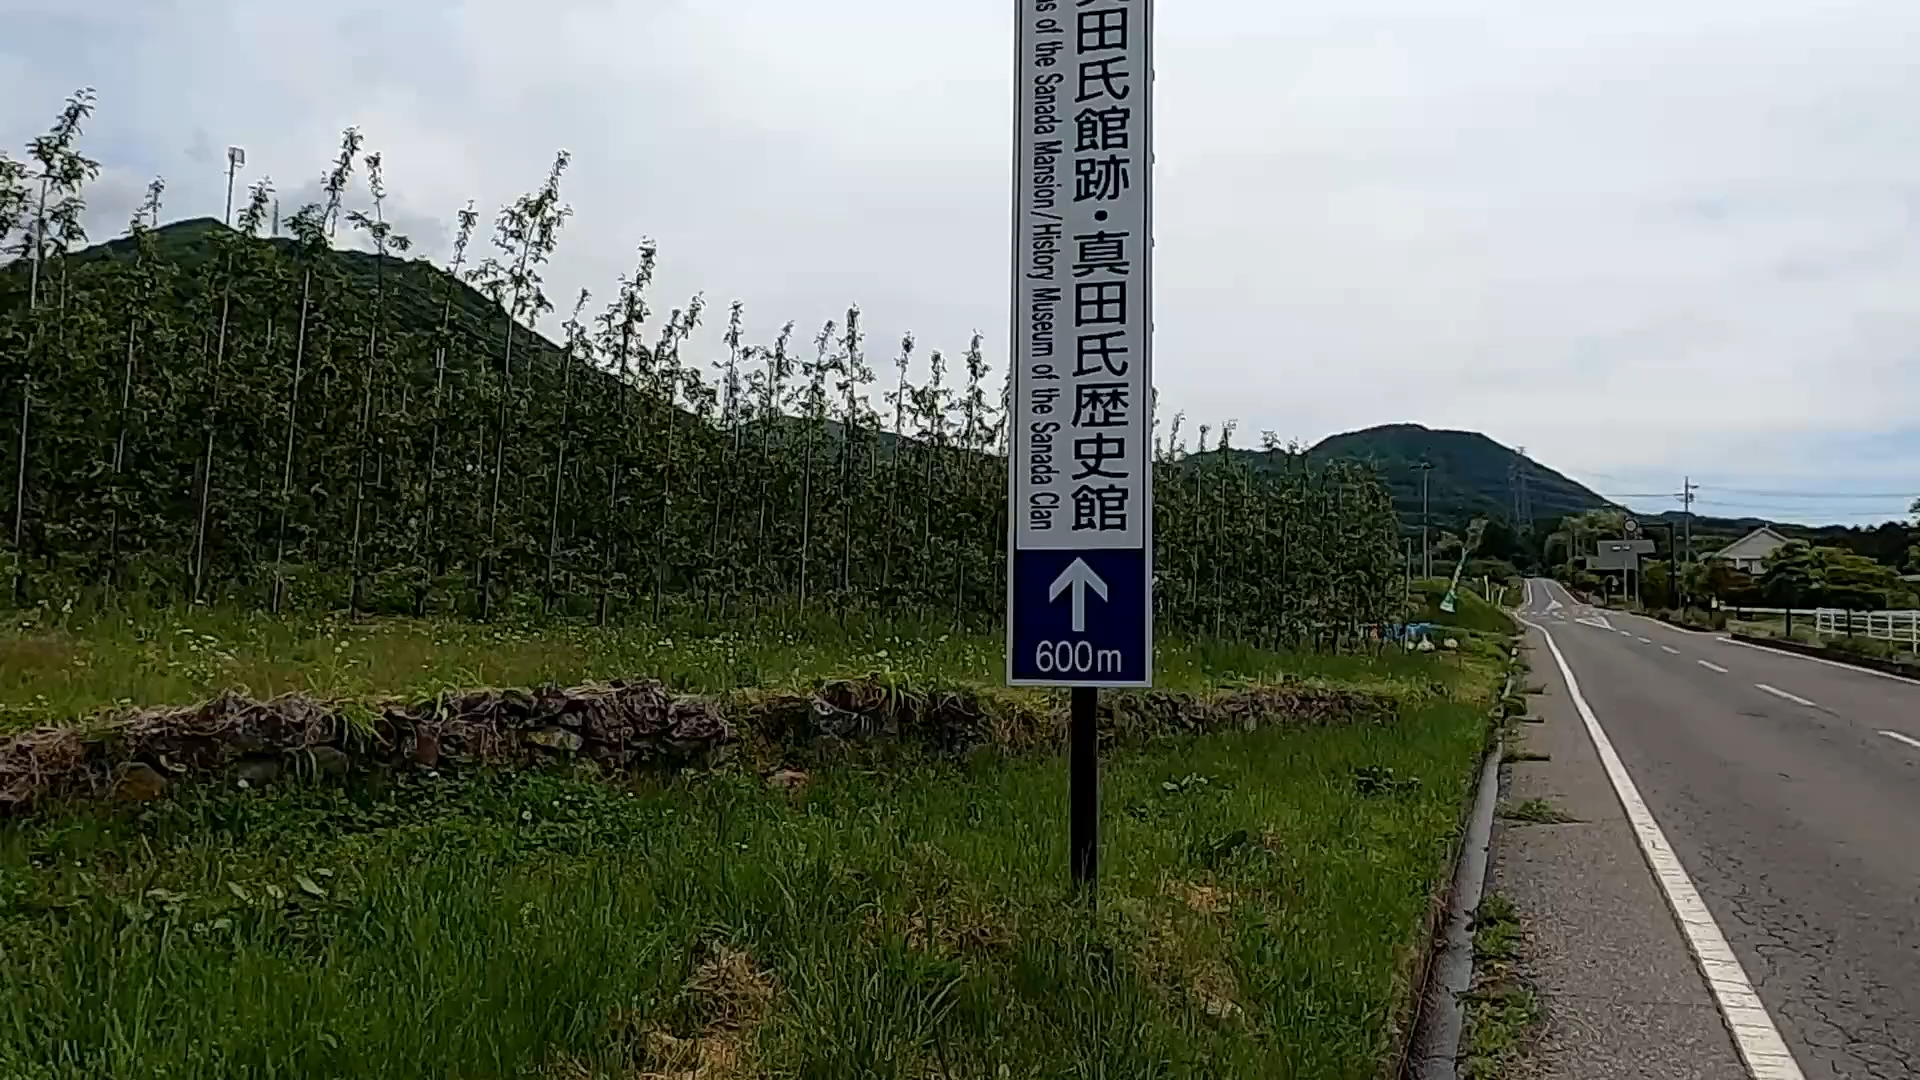 田氏館跡・真田氏歴史館
of the Sanada Mansion/History Museum of the Sanada Clan
600m